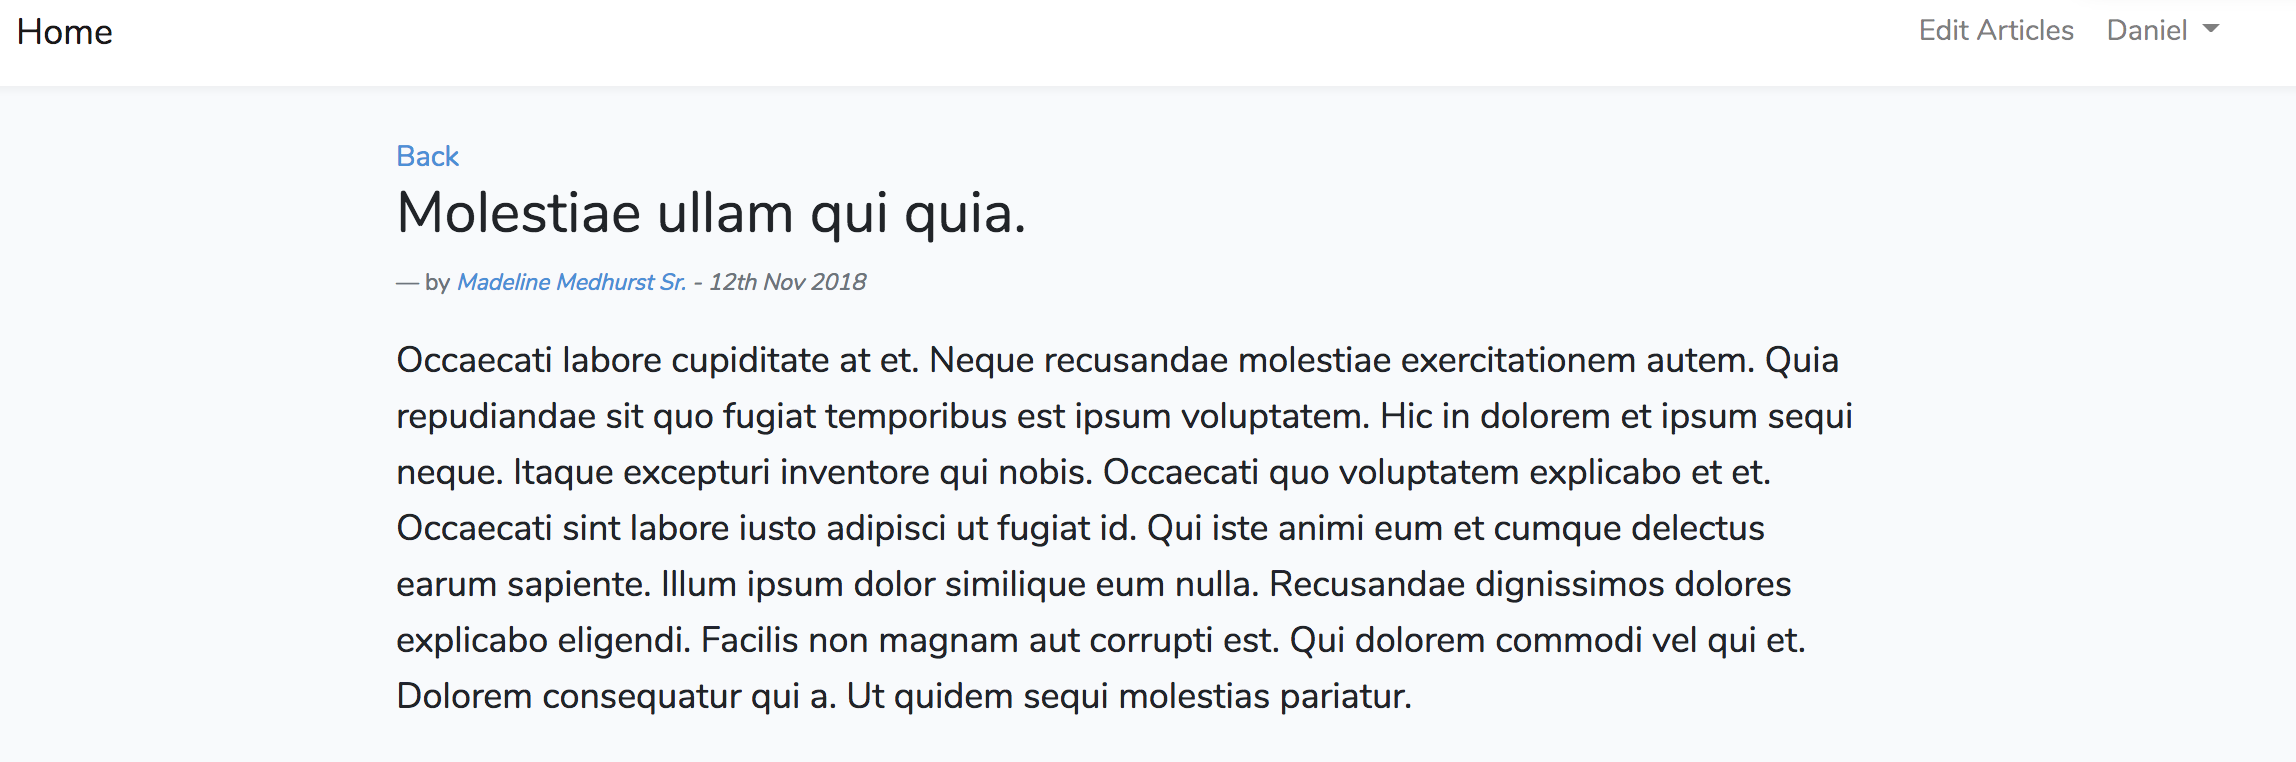 Home
Edit Articles
Daniel
Back
Molestiae ullam qui quia.
— by Madeline Medhurst Sr. - 12th Nov 2018
Occaecati labore cupiditate at et. Neque recusandae molestiae exercitationem autem. Quia
repudiandae sit quo fugiat temporibus est ipsum voluptatem. Hic in dolorem et ipsum sequi
neque. Itaque excepturi inventore qui nobis. Occaecati quo voluptatem explicabo et et.
Occaecati sint labore iusto adipisci ut fugiat id. Qui iste animi eum et cumque delectus
earum sapiente. Illum ipsum dolor similique eum nulla. Recusandae dignissimos dolores
explicabo eligendi. Facilis non magnam aut corrupti est. Qui dolorem commodi vel qui et.
Dolorem consequatur qui a. Ut quidem sequi molestias pariatur.